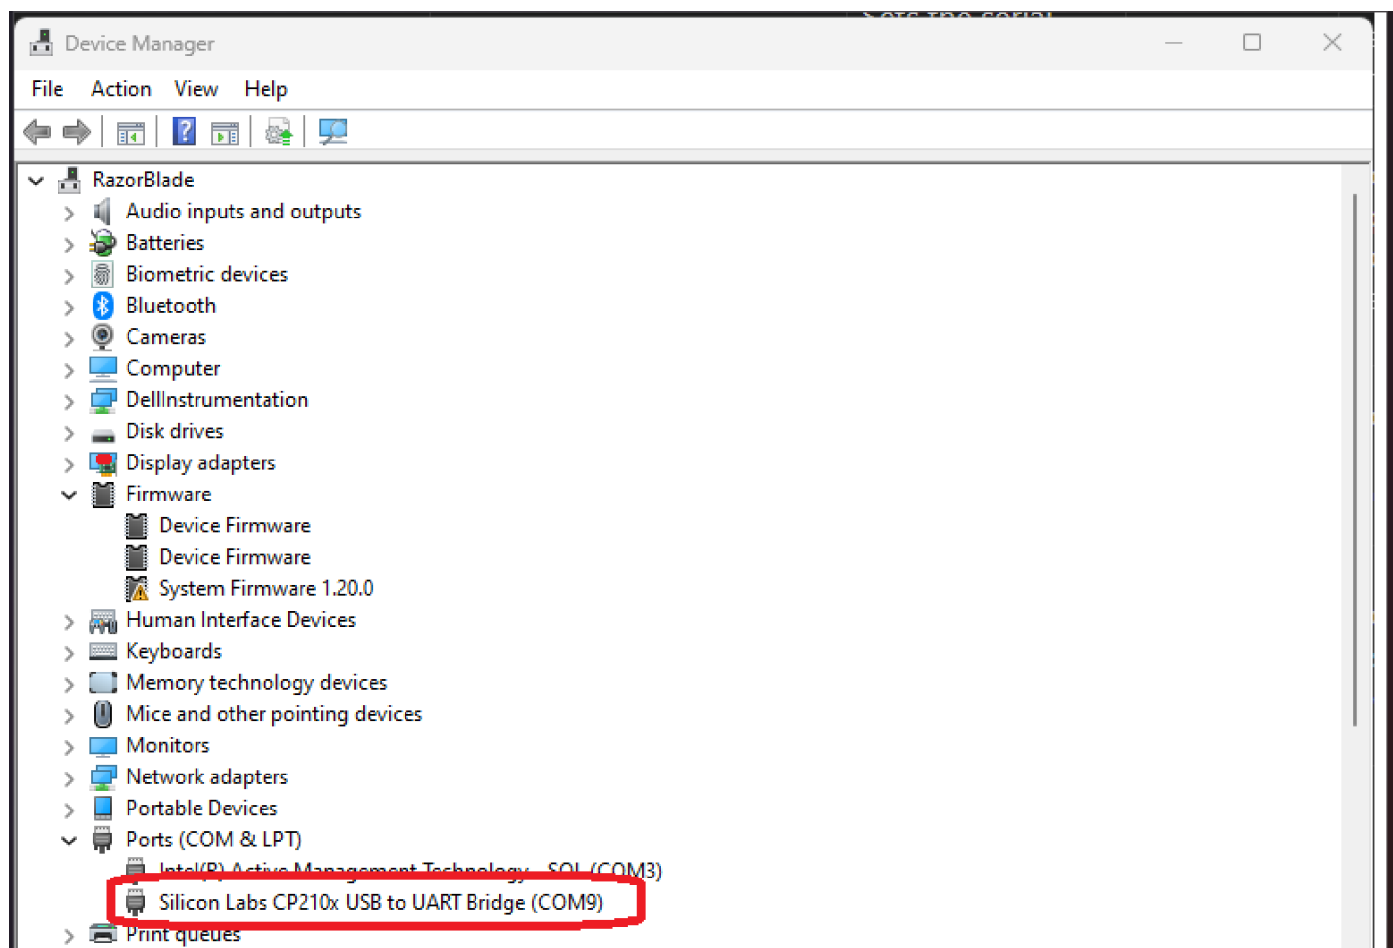 Sets the serial
Device Manager
File Action View Help
RazorBlade
Audio inputs and outputs
Batteries
Biometric devices
Bluetooth
Cameras
Computer
DellInstrumentation
Disk drives
Display adapters
Firmware
Device Firmware
Device Firmware
System Firmware 1.20.0
Human Interface Devices
Keyboards
Memory technology devices
Mice and other pointing devices
Monitors
Network adapters
Portable Devices
Ports (COM & LPT)
Intel(R) Active Management Technology - SOL (COM3)
Silicon Labs CP210x USB to UART Bridge (COM9)
Print queues